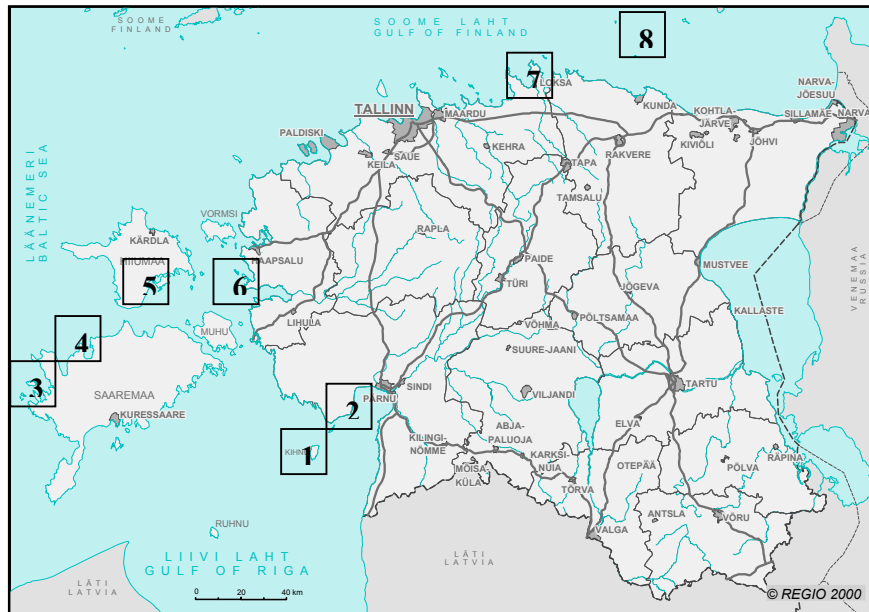 SOOME
FINLAND
SOOME LAHT
GULF OF FINLAND
8
7
LOKSA
NARVA-
JÕESUU
TALLINN
MAARDU
KUNDA
KOHTLA-
JÄRVE
SILLAMÄE
NARVA
PALDISKI
KEILA
SAUE
KEHRA
TAPA
RAKVERE
KIVIÕLI
JÕHVI
TAMSALU
LÄÄNEMERI
BALTIC SEA
VORMSI
KÄRDLA
HIIUMAA
HAAPSALU
RAPLA
PAIDE
MUSTVEE
5
6
TÜRI
JÕGEVA
VENEMAA
RUSSIA
LIHULA
MUHU
VÕHMA
PÕLTSAMAA
KALLASTE
4
SUURE-JAANI
3
SAAREMAA
KURESSAARE
2
PÄRNU
SINDI
VILJANDI
TARTU
1
KIHNU
KILINGI-
NÕMME
ABJA-
PALUOJA
ELVA
MÕISA-
KÜLA
KARKSI-
NUIA
OTEPÄÄ
PÕLVA
RÄPINA
TÕRVA
ANTSLA
VÕRU
VALGA
RUHNU
LIIVI LAHT
GULF OF RIGA
LÄTI
LATVIA
LÄTI
LATVIA
0 20 40 km
© REGIO 2000